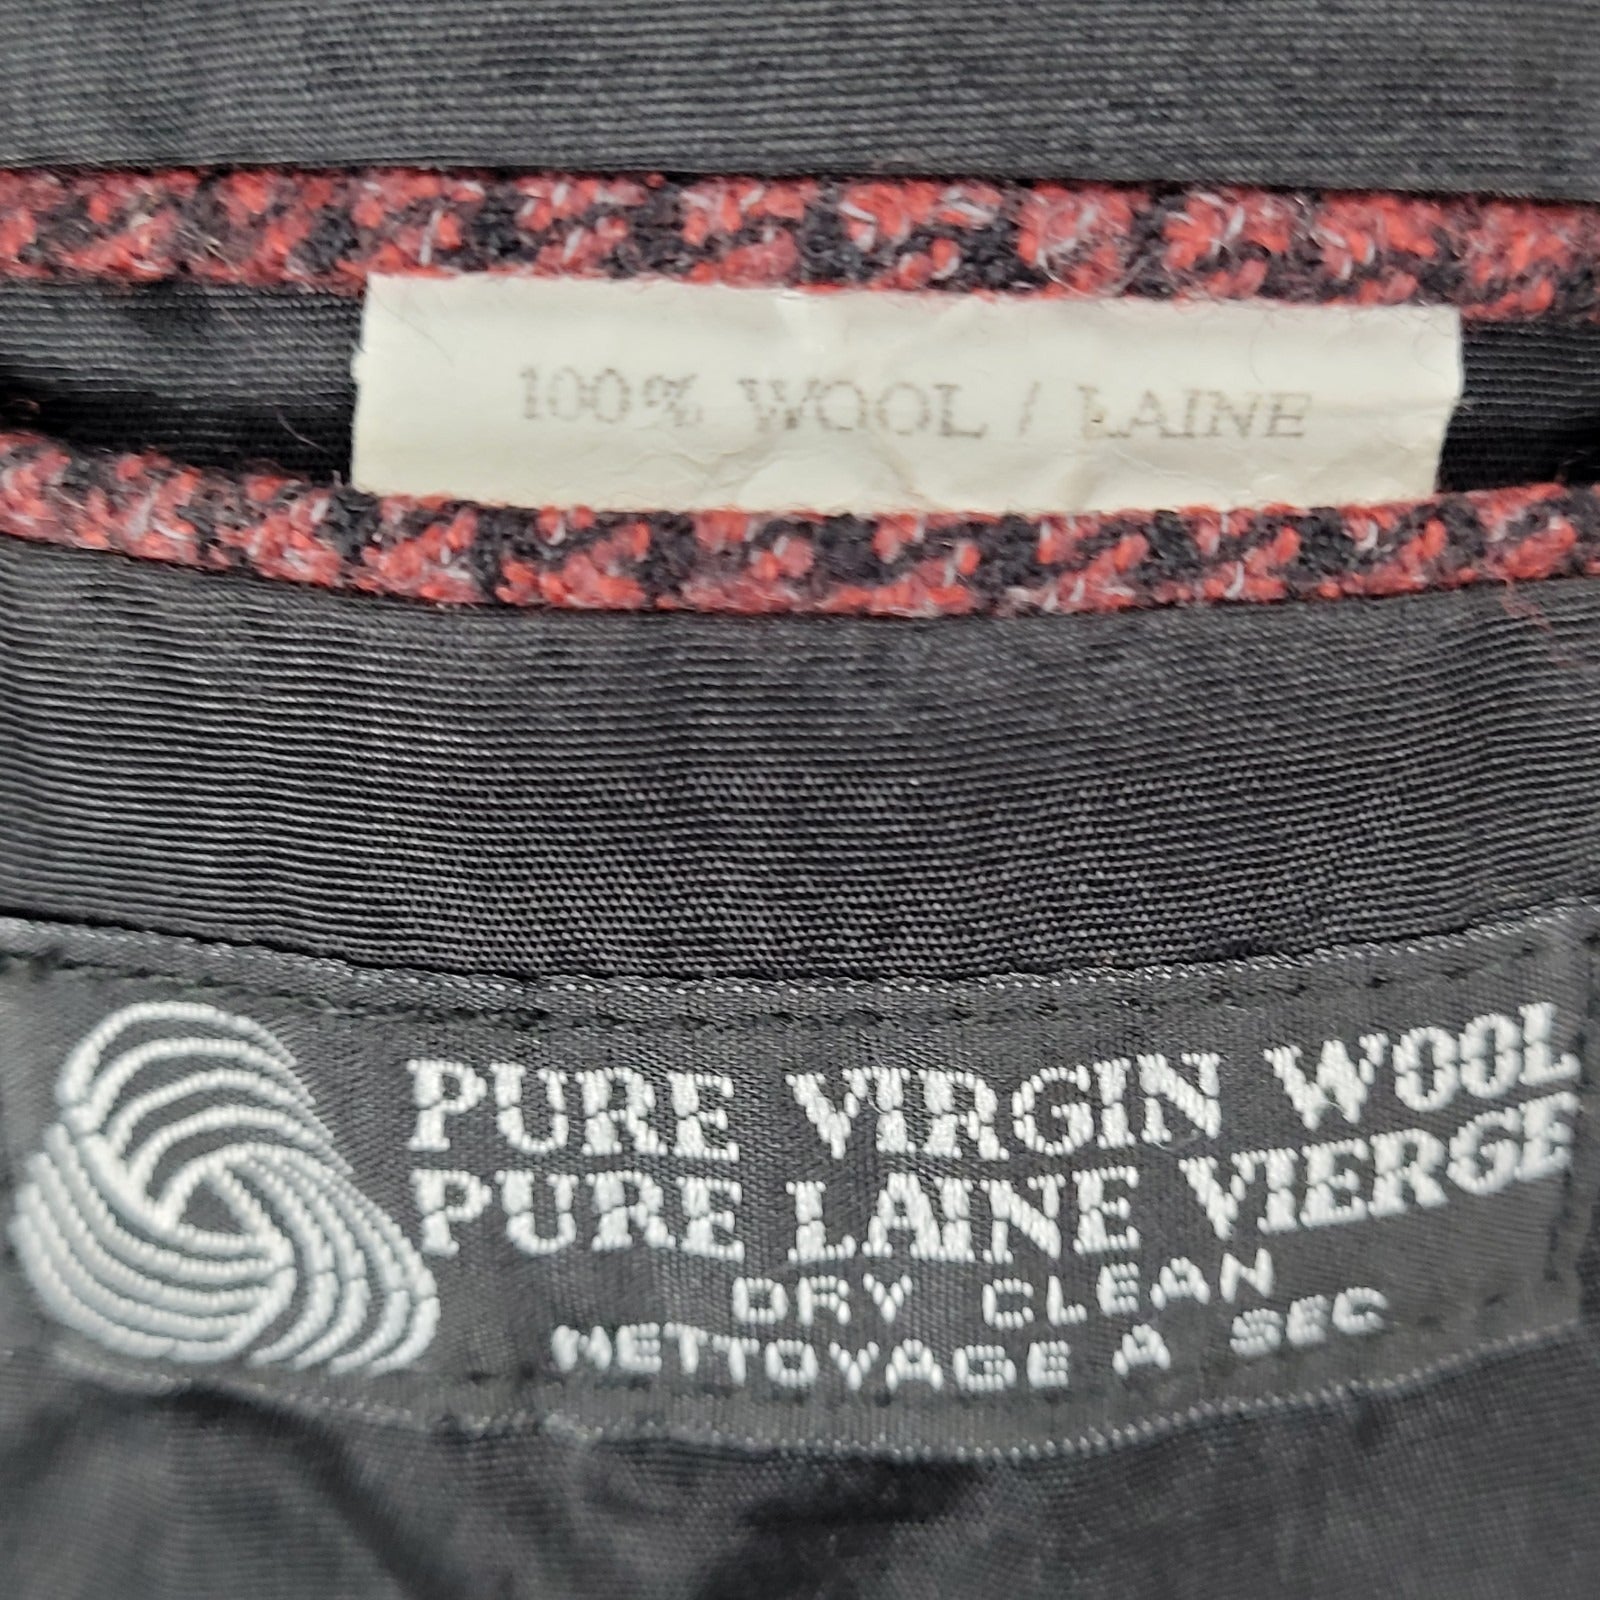 100% WOOL / LAINE
PURE VIRGIN WOOL
PURE LAINE VIERGE
DRY CLEAN
NETTOYAGE A SEC